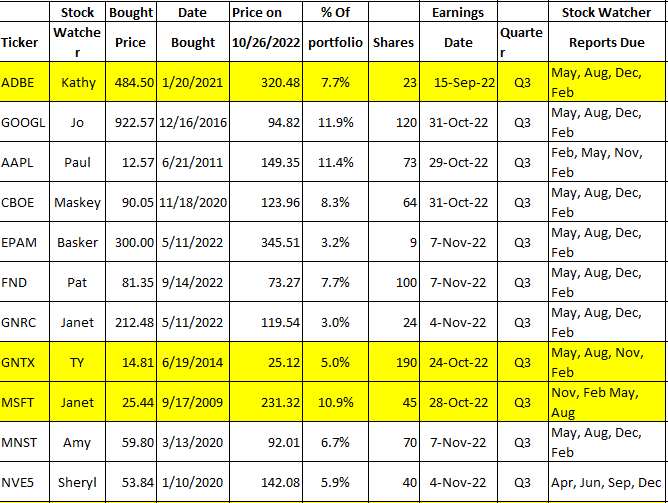 Stock Bought Date Price on % Of Earnings Stock Watcher
Ticker Watche
r Price Bought 10/26/2022 portfolio Shares Date Quarte
r Reports Due
ADBE Kathy 484.50 1/20/2021 320.48 7.7% 23 15-Sep-22 Q3 May, Aug, Dec,
Feb
GOOGL Jo 922.57 12/16/2016 94.82 11.9% 120 31-Oct-22 Q3 May, Aug, Dec,
Feb
AAPL Paul 12.57 6/21/2011 149.35 11.4% 73 29-Oct-22 Q3 Feb, May, Nov,
Feb
CBOE Maskey 90.05 11/18/2020 123.96 8.3% 64 31-Oct-22 Q3 May, Aug, Dec,
Feb
EPAM Basker 300.00 5/11/2022 345.51 3.2% 9 7-Nov-22 Q3 May, Aug, Dec,
Feb
FND Pat 81.35 9/14/2022 73.27 7.7% 100 7-Nov-22 Q3 May, Aug, Dec,
Feb
GNRC Janet 212.48 5/11/2022 119.54 3.0% 24 4-Nov-22 Q3 May, Aug, Dec,
Feb
GNTX TY 14.81 6/19/2014 25.12 5.0% 190 24-Oct-22 Q3 May, Aug, Nov,
Feb
MSFT Janet 25.44 9/17/2009 231.32 10.9% 45 28-Oct-22 Q3 Nov, Feb May,
Aug
MNST Amy 59.80 3/13/2020 92.01 6.7% 70 7-Nov-22 Q3 May, Aug, Dec,
Feb
NVE5 Sheryl 53.84 1/10/2020 142.08 5.9% 40 4-Nov-22 Q3 Apr, Jun, Sep, Dec